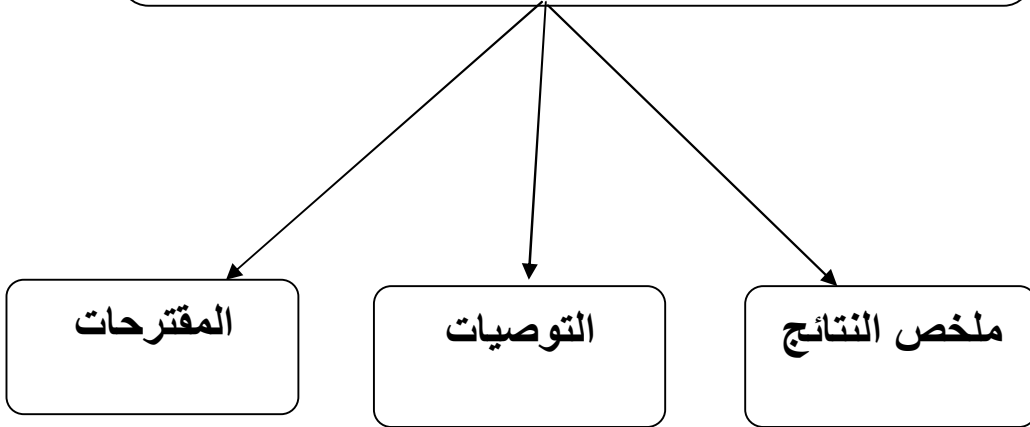 ملخص النتائج
التوصيات
المقترحات